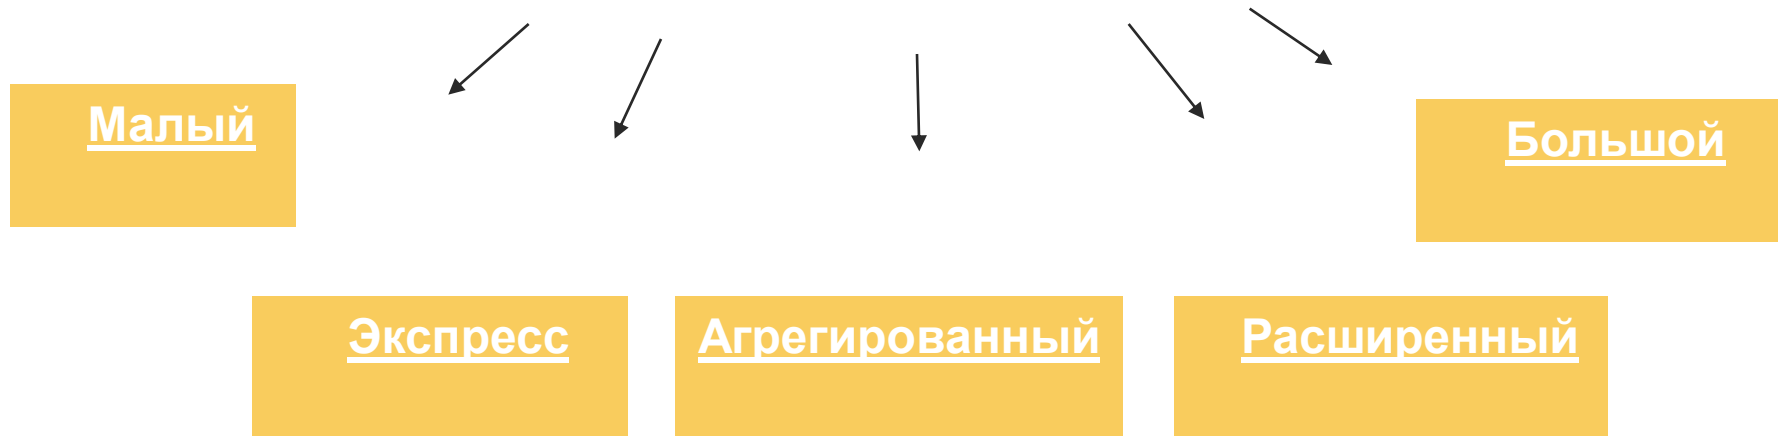 Малый
Большой
Экспресс
Агрегированный
Расширенный